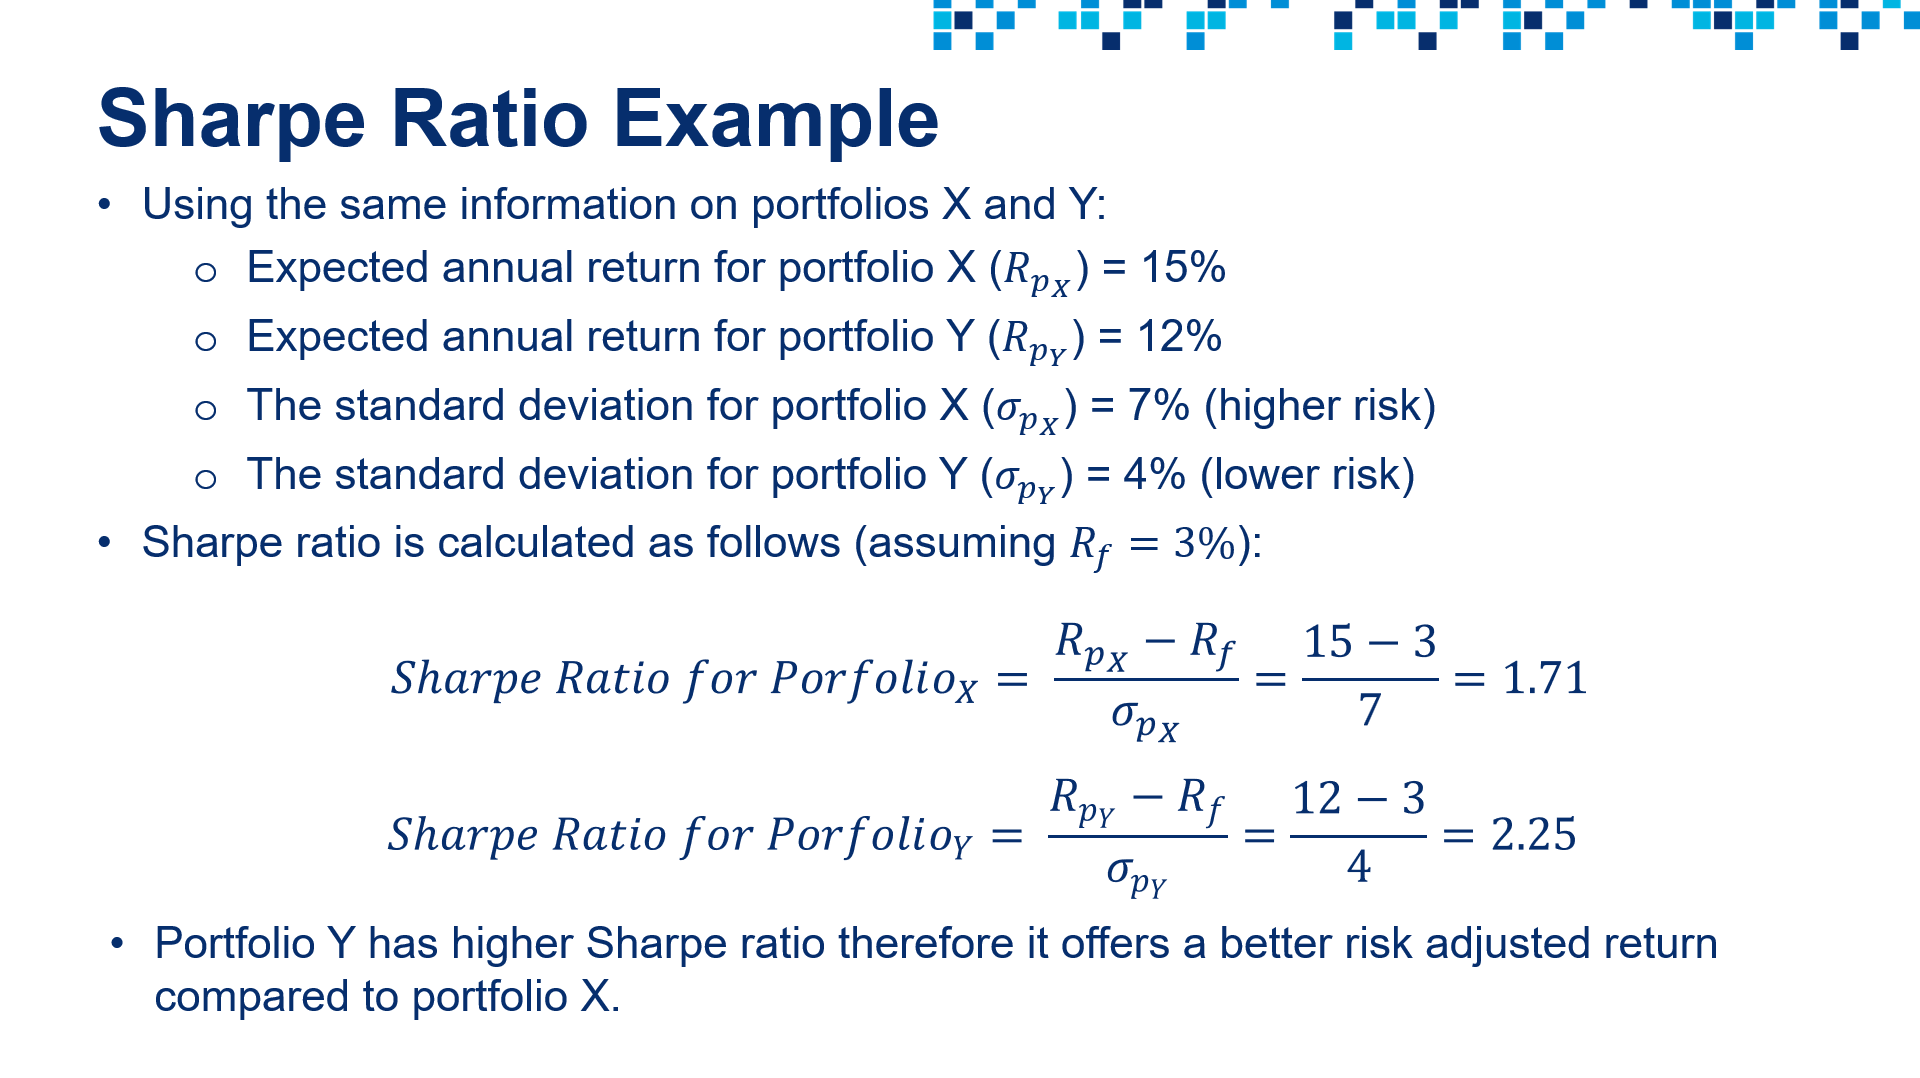 Sharpe Ratio Example
• Using the same information on portfolios X and Y:
o Expected annual return for portfolio X (R_{p_X}) = 15%
o Expected annual return for portfolio Y (R_{p_Y}) = 12%
o The standard deviation for portfolio X (σ_{p_X}) = 7% (higher risk)
o The standard deviation for portfolio Y (σ_{p_Y}) = 4% (lower risk)
• Sharpe ratio is calculated as follows (assuming R_f = 3%):
Sharpe Ratio for Porfolio_X = \frac{R_{p_X} − R_f}{σ_{p_X}} = \frac{15 − 3}{7} = 1.71
Sharpe Ratio for Porfolio_Y = \frac{R_{p_Y} − R_f}{σ_{p_Y}} = \frac{12 − 3}{4} = 2.25
• Portfolio Y has higher Sharpe ratio therefore it offers a better risk adjusted return
compared to portfolio X.